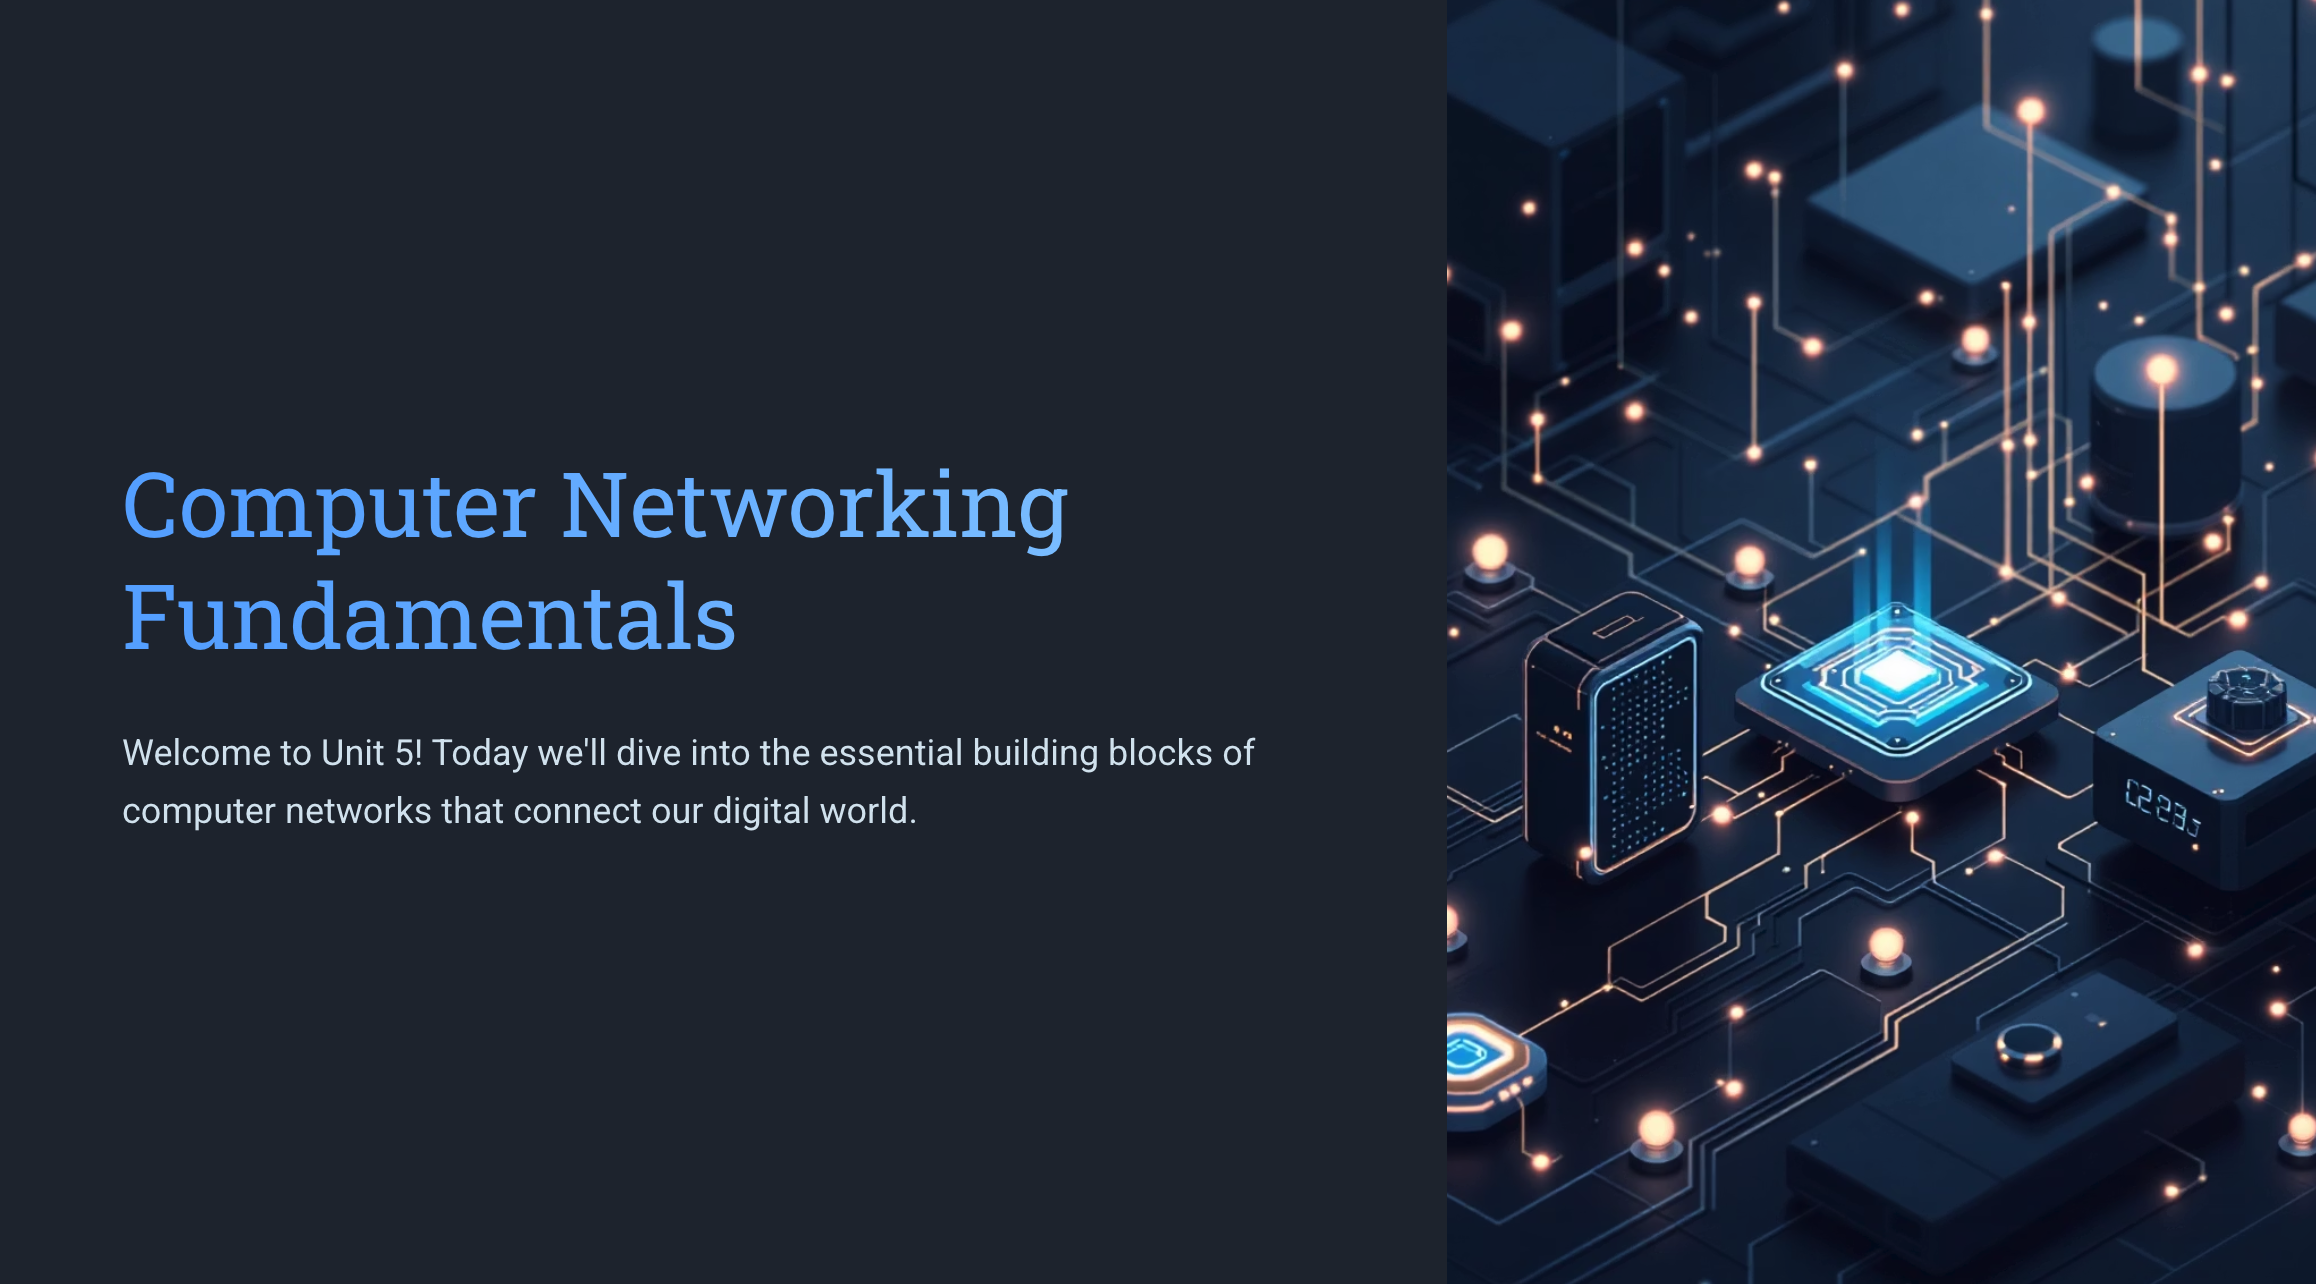 Computer Networking
Fundamentals
Welcome to Unit 5! Today we'll dive into the essential building blocks of
computer networks that connect our digital world.